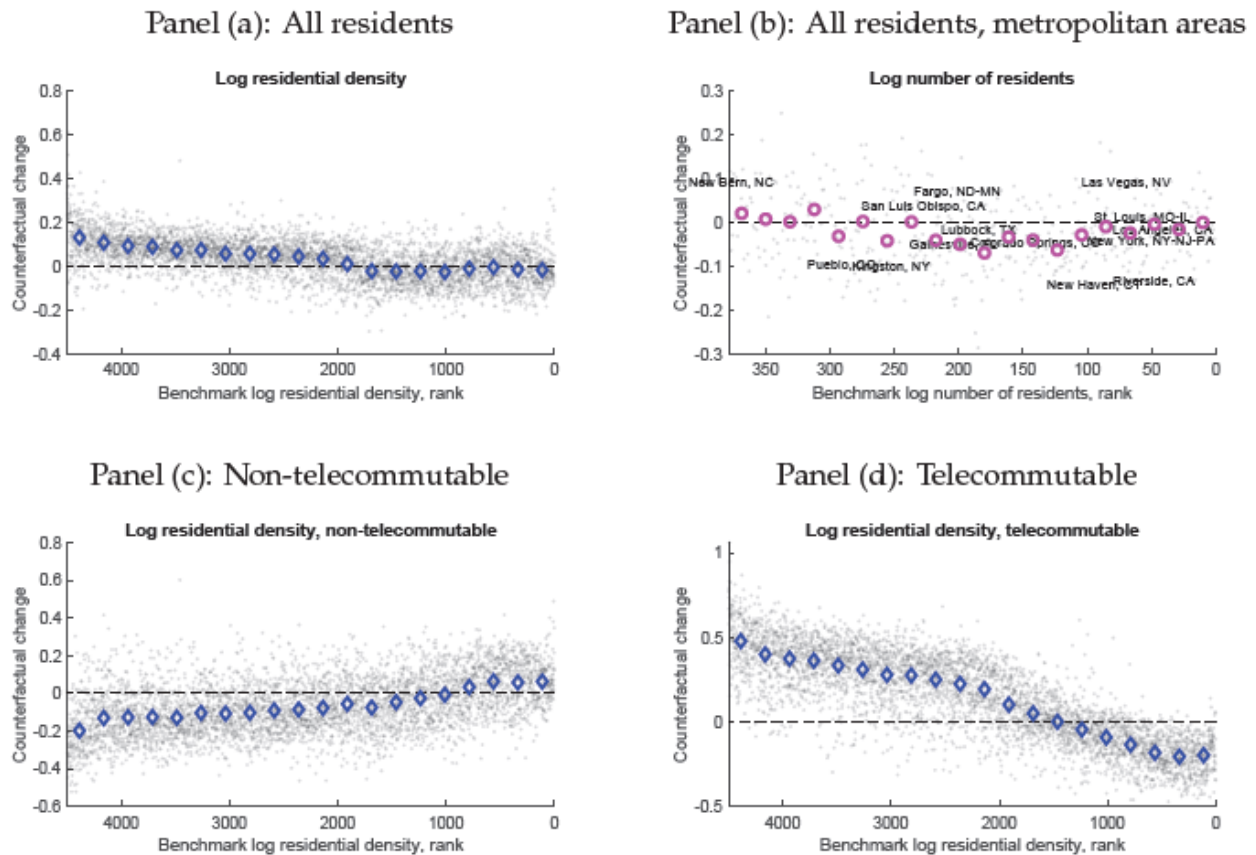 Panel (a): All residents
Panel (b): All residents, metropolitan areas
Log residential density
0.8
0.6
0.4
0.2
0
-0.2
-0.4
Counterfactual change
4000 3000 2000 1000 0
Benchmark log residential density, rank
Log number of residents
0.3
0.2
0.1
0
-0.1
-0.2
-0.3
Counterfactual change
New Bern, NC
Fargo, ND-MN
Las Vegas, NV
San Luis Obispo, CA
St. Louis, MO-IL
Lubbock, TX
Los Angeles, CA
Colorado Springs, CO
New York, NY-NJ-PA
Kingston, NY
Riverside, CA
New Haven, CT
350 300 250 200 150 100 50 0
Benchmark log number of residents, rank
Panel (c): Non-telecommutable
Panel (d): Telecommutable
Log residential density, non-telecommutable
0.8
0.6
0.4
0.2
0
-0.2
-0.4
-0.6
Counterfactual change
4000 3000 2000 1000 0
Benchmark log residential density, rank
Log residential density, telecommutable
1
0.5
0
-0.5
Counterfactual change
4000 3000 2000 1000 0
Benchmark log residential density, rank